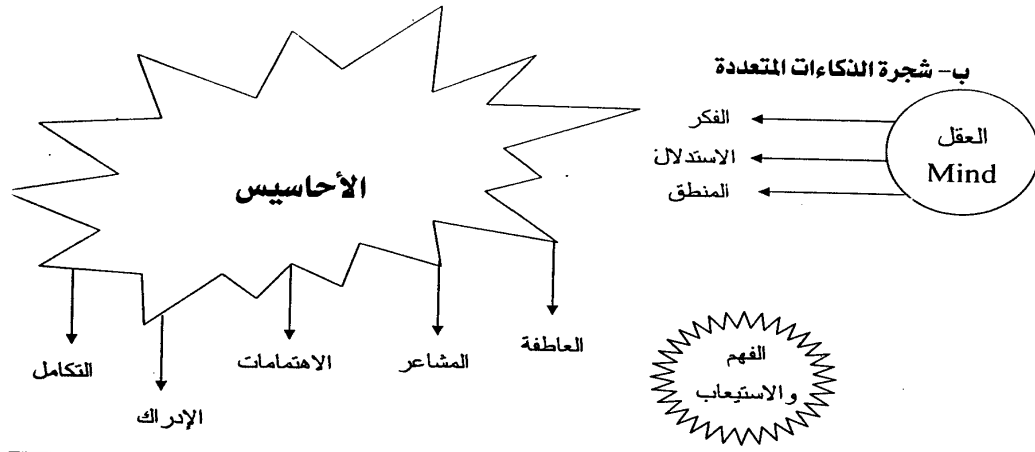 ب- شجرة الذكاءات المتعددة
العقل
Mind
الفكر
الاستدلال
المنطق
الأحاسيس
العاطفة
المشاعر
الاهتمامات
الإدراك
التكامل
الفهم
والاستيعاب